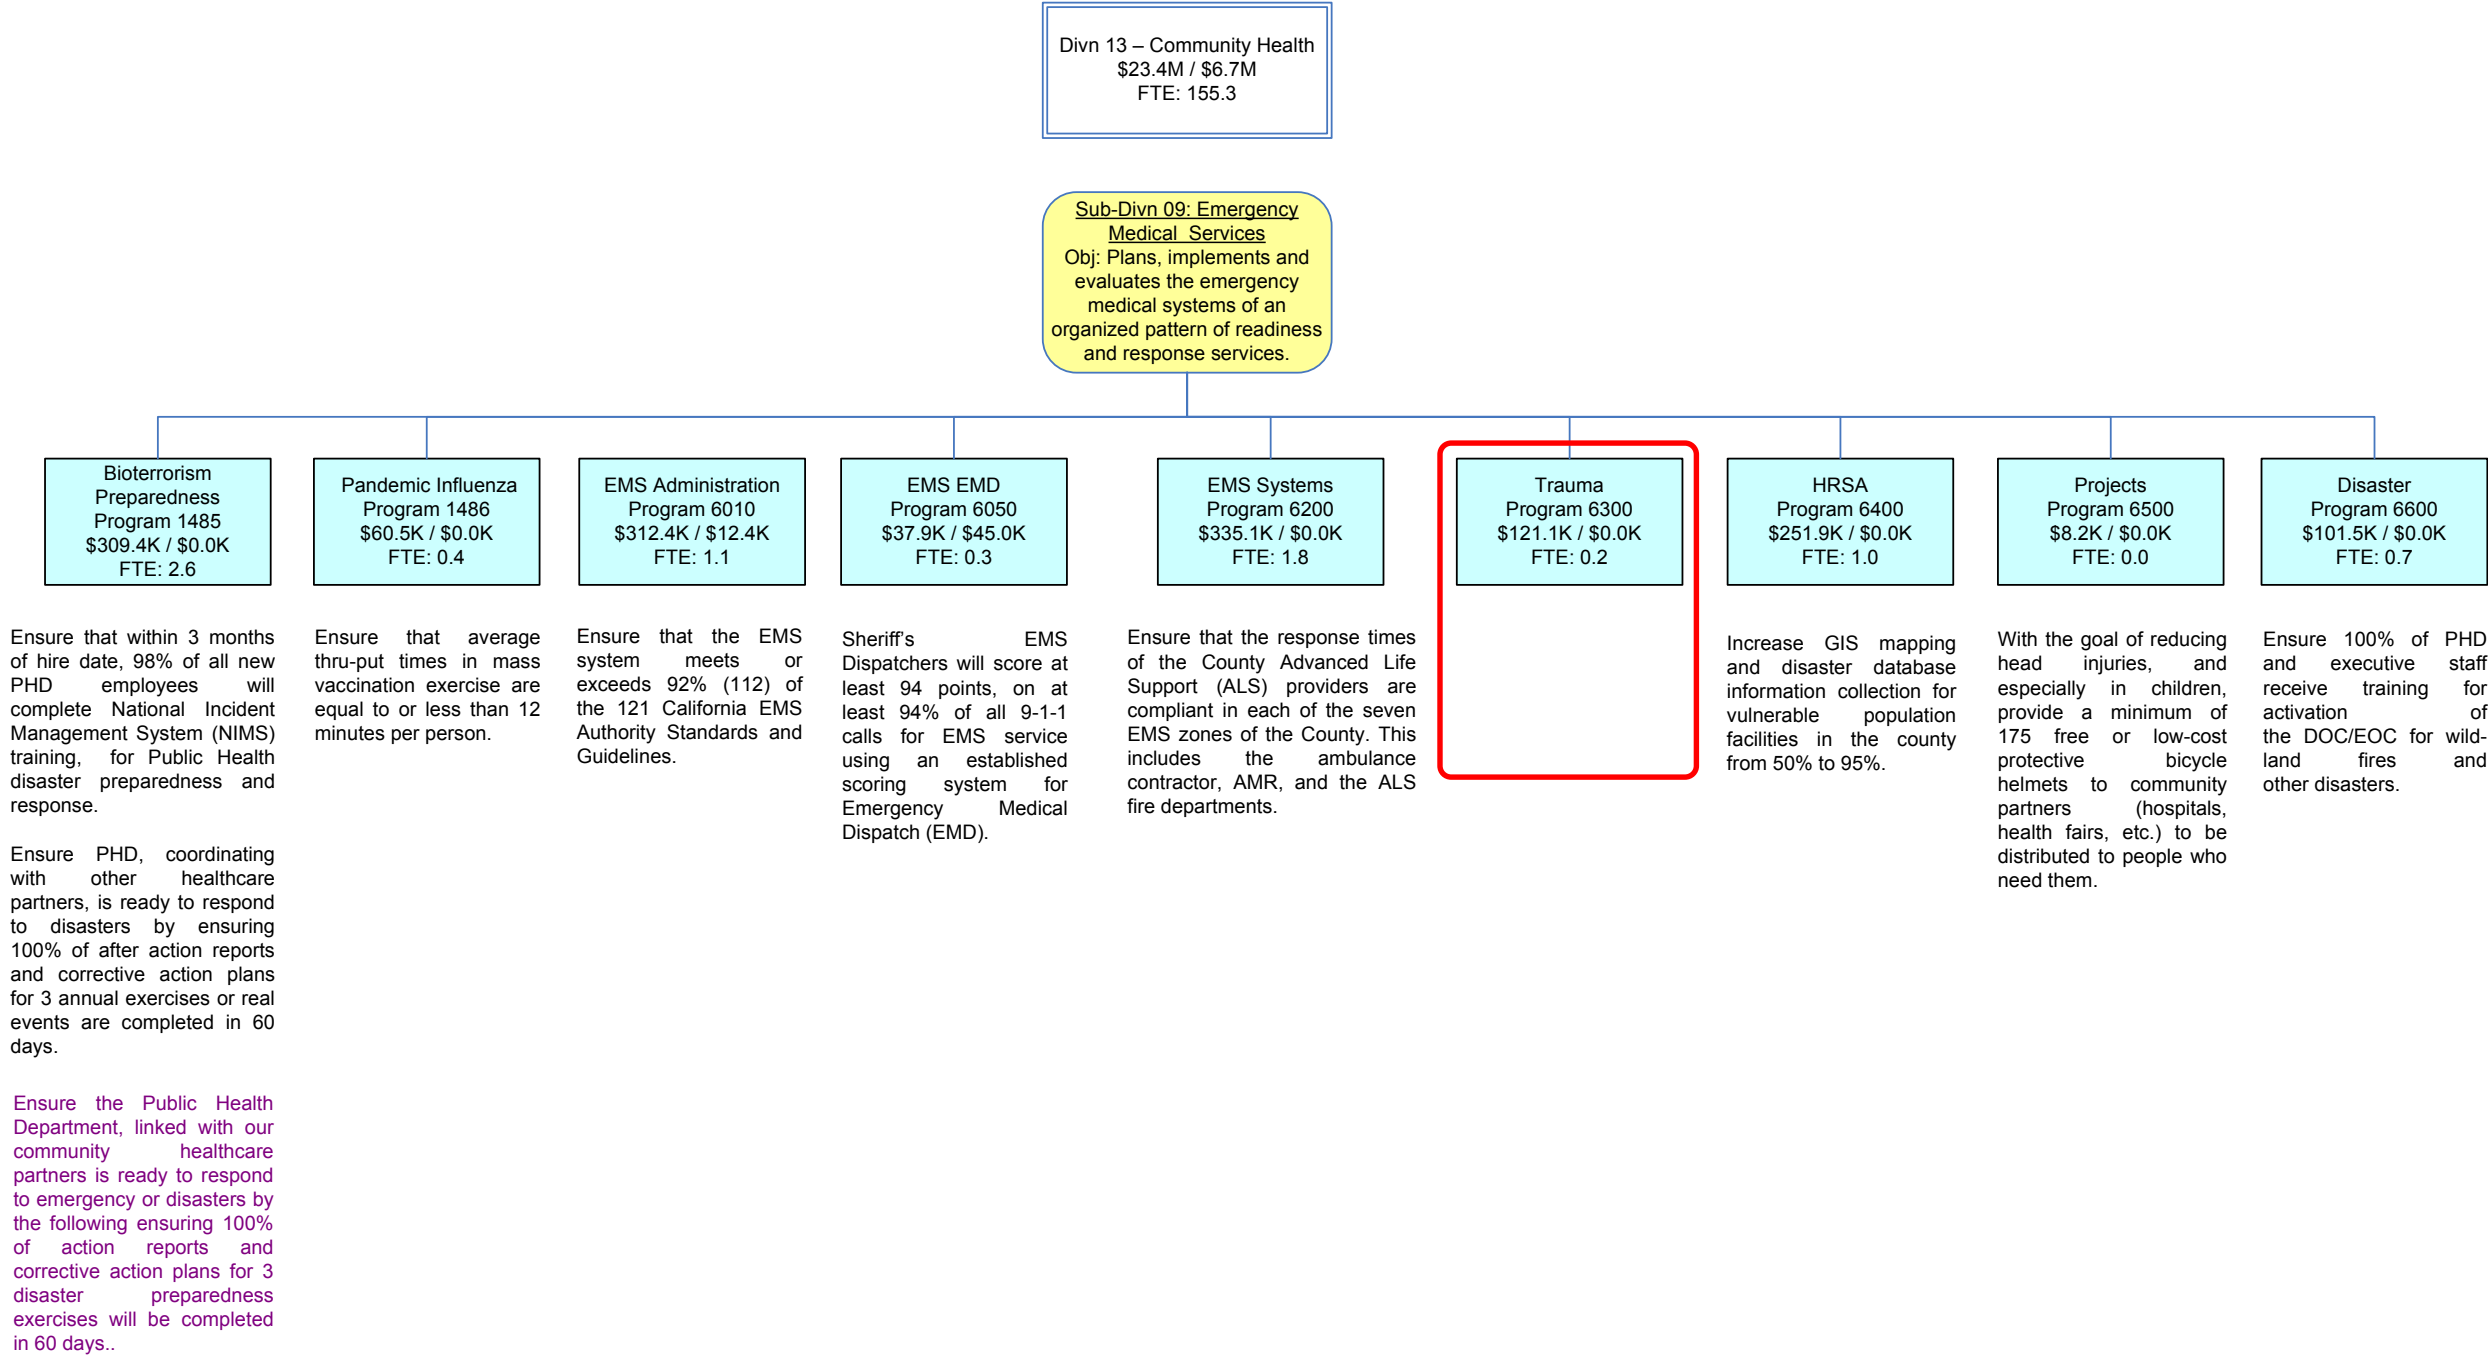 Divn 13 – Community Health
$23.4M / $6.7M
FTE: 155.3
Sub-Divn 09: Emergency
Medical Services
Obj: Plans, implements and
evaluates the emergency
medical systems of an
organized pattern of readiness
and response services.
Bioterrorism
Preparedness
Program 1485
$309.4K / $0.0K
FTE: 2.6
Pandemic Influenza
Program 1486
$60.5K / $0.0K
FTE: 0.4
EMS Administration
Program 6010
$312.4K / $12.4K
FTE: 1.1
EMS EMD
Program 6050
$37.9K / $45.0K
FTE: 0.3
EMS Systems
Program 6200
$335.1K / $0.0K
FTE: 1.8
Trauma
Program 6300
$121.1K / $0.0K
FTE: 0.2
HRSA
Program 6400
$251.9K / $0.0K
FTE: 1.0
Projects
Program 6500
$8.2K / $0.0K
FTE: 0.0
Disaster
Program 6600
$101.5K / $0.0K
FTE: 0.7
Ensure that within 3 months
of hire date, 98% of all new
PHD employees will
complete National Incident
Management System (NIMS)
training, for Public Health
disaster preparedness and
response.
Ensure PHD, coordinating
with other healthcare
partners, is ready to respond
to disasters by ensuring
100% of after action reports
and corrective action plans
for 3 annual exercises or real
events are completed in 60
days.
Ensure the Public Health
Department, linked with our
community healthcare
partners is ready to respond
to emergency or disasters by
the following ensuring 100%
of action reports and
corrective action plans for 3
disaster preparedness
exercises will be completed
in 60 days..
Ensure that average
thru-put times in mass
vaccination exercise are
equal to or less than 12
minutes per person.
Ensure that the EMS
system meets or
exceeds 92% (112) of
the 121 California EMS
Authority Standards and
Guidelines.
Sheriff's EMS
Dispatchers will score at
least 94 points, on at
least 94% of all 9-1-1
calls for EMS service
using an established
scoring system for
Emergency Medical
Dispatch (EMD).
Ensure that the response times
of the County Advanced Life
Support (ALS) providers are
compliant in each of the seven
EMS zones of the County. This
includes the ambulance
contractor, AMR, and the ALS
fire departments.
Increase GIS mapping
and disaster database
information collection for
vulnerable population
facilities in the county
from 50% to 95%.
With the goal of reducing
head injuries, and
especially in children,
provide a minimum of
175 free or low-cost
protective bicycle
helmets to community
partners (hospitals,
health fairs, etc.) to be
distributed to people who
need them.
Ensure 100% of PHD
and executive staff
receive training for
activation of
the DOC/EOC for wild-
land fires and
other disasters.